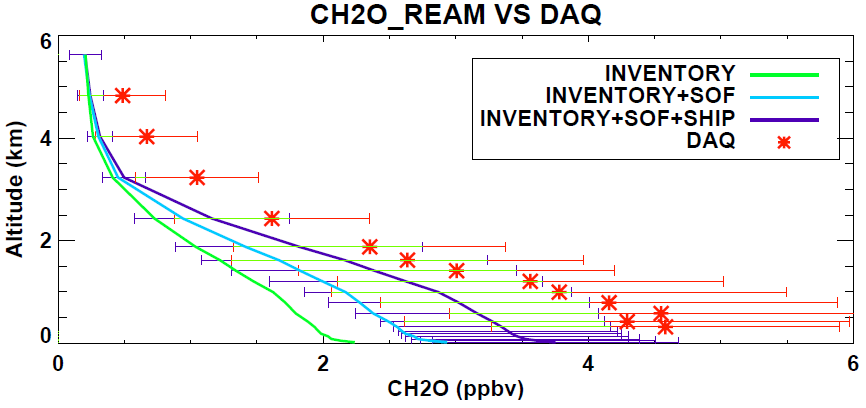 CH2O_REAM VS DAQ
6
4
2
0
Altitude (km)
INVENTORY
INVENTORY+SOF
INVENTORY+SOF+SHIP
DAQ
0 2 4 6
CH2O (ppbv)